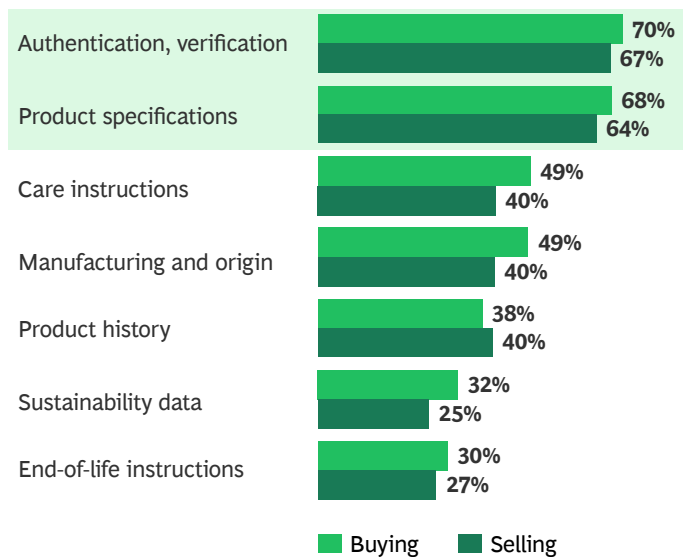 Authentication, verification
70%
67%
Product specifications
68%
64%
Care instructions
49%
40%
Manufacturing and origin
49%
40%
Product history
38%
40%
Sustainability data
32%
25%
End-of-life instructions
30%
27%
Buying
Selling